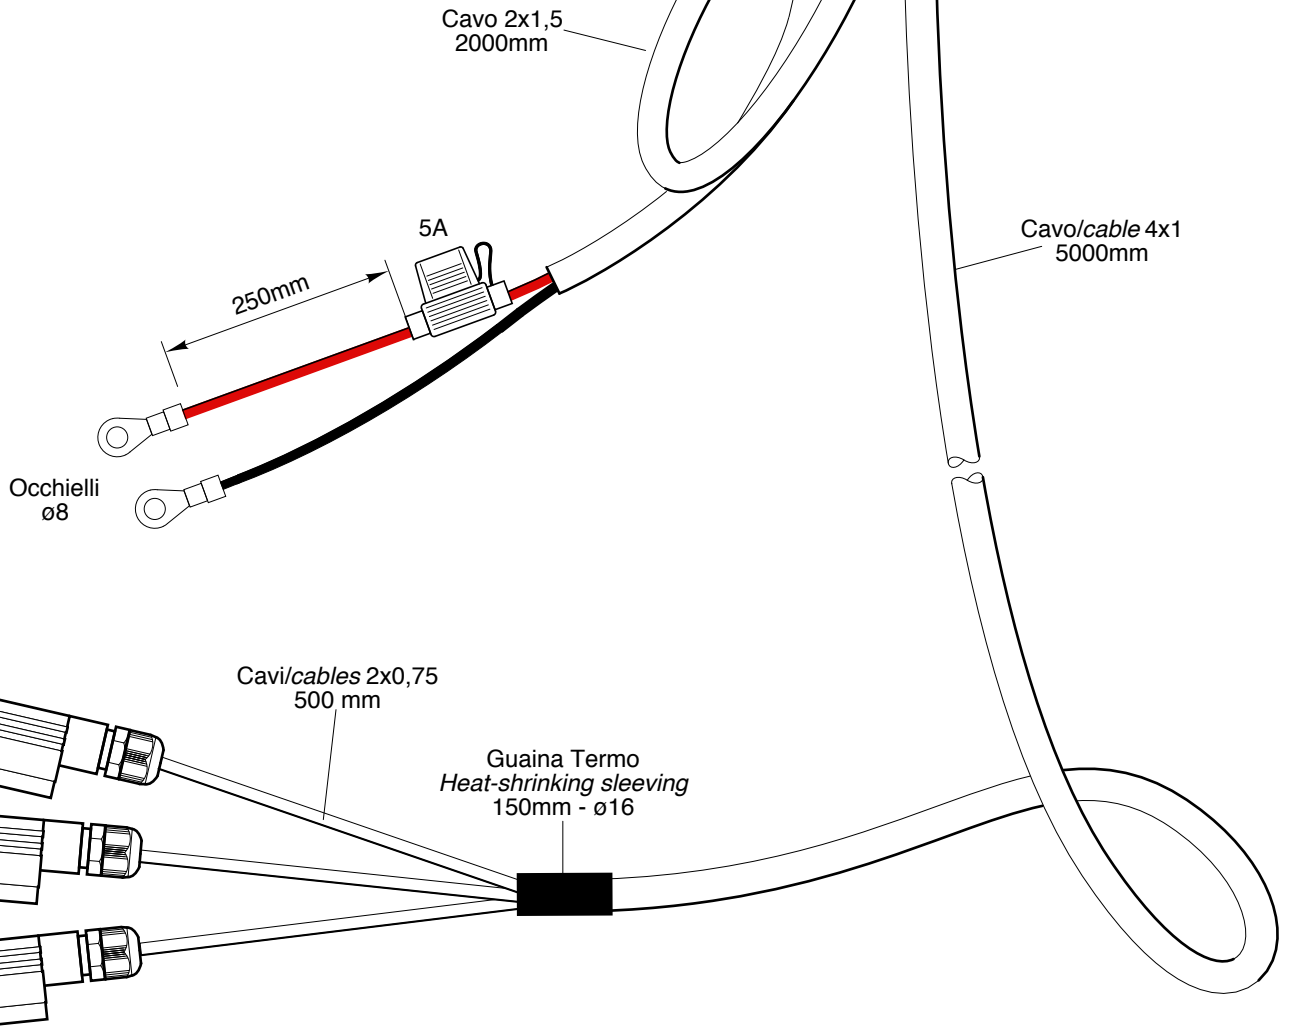 Cavo 2x1,5
2000mm
5A
250mm
Cavo/cable 4x1
5000mm
Occhielli
ø8
Cavi/cables 2x0,75
500 mm
Guaina Termo
Heat-shrinking sleeving
150mm - ø16